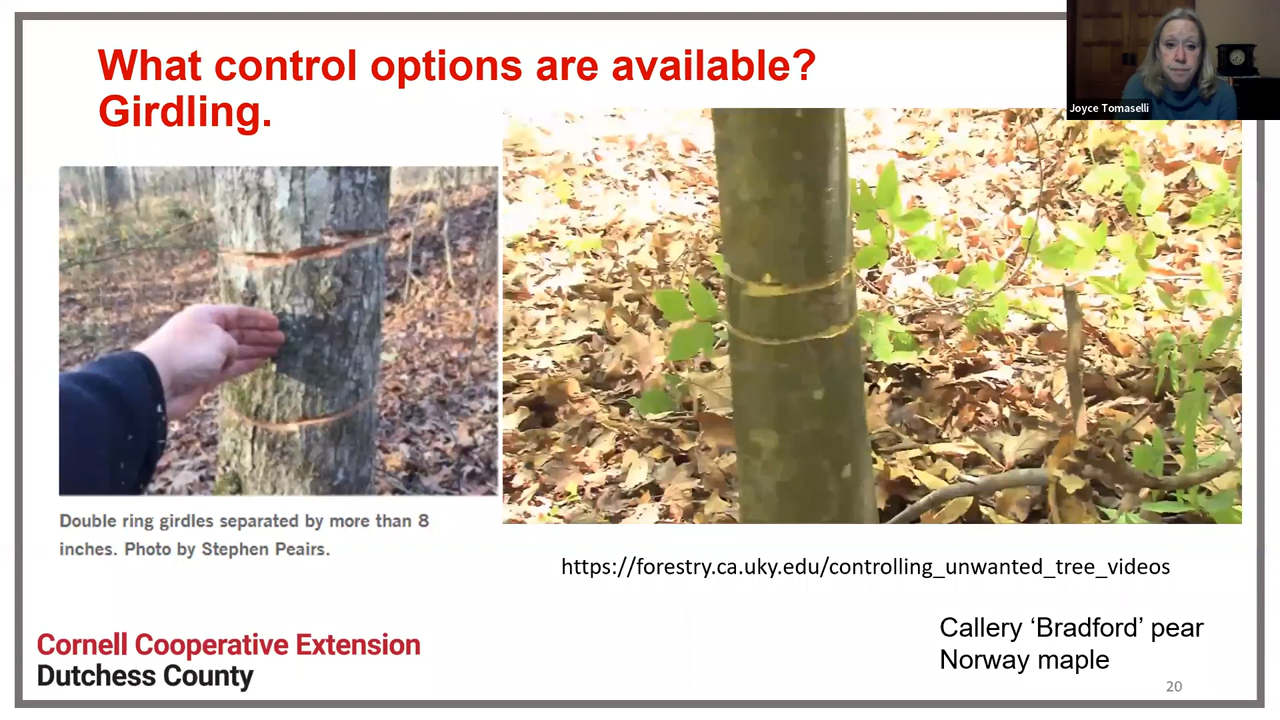 What control options are available?
Girdling.
Joyce Tomaselli
Double ring girdles separated by more than 8
inches. Photo by Stephen Peairs.
https://forestry.ca.uky.edu/controlling_unwanted_tree_videos
Callery ‘Bradford’ pear
Norway maple
Cornell Cooperative Extension
Dutchess County
20